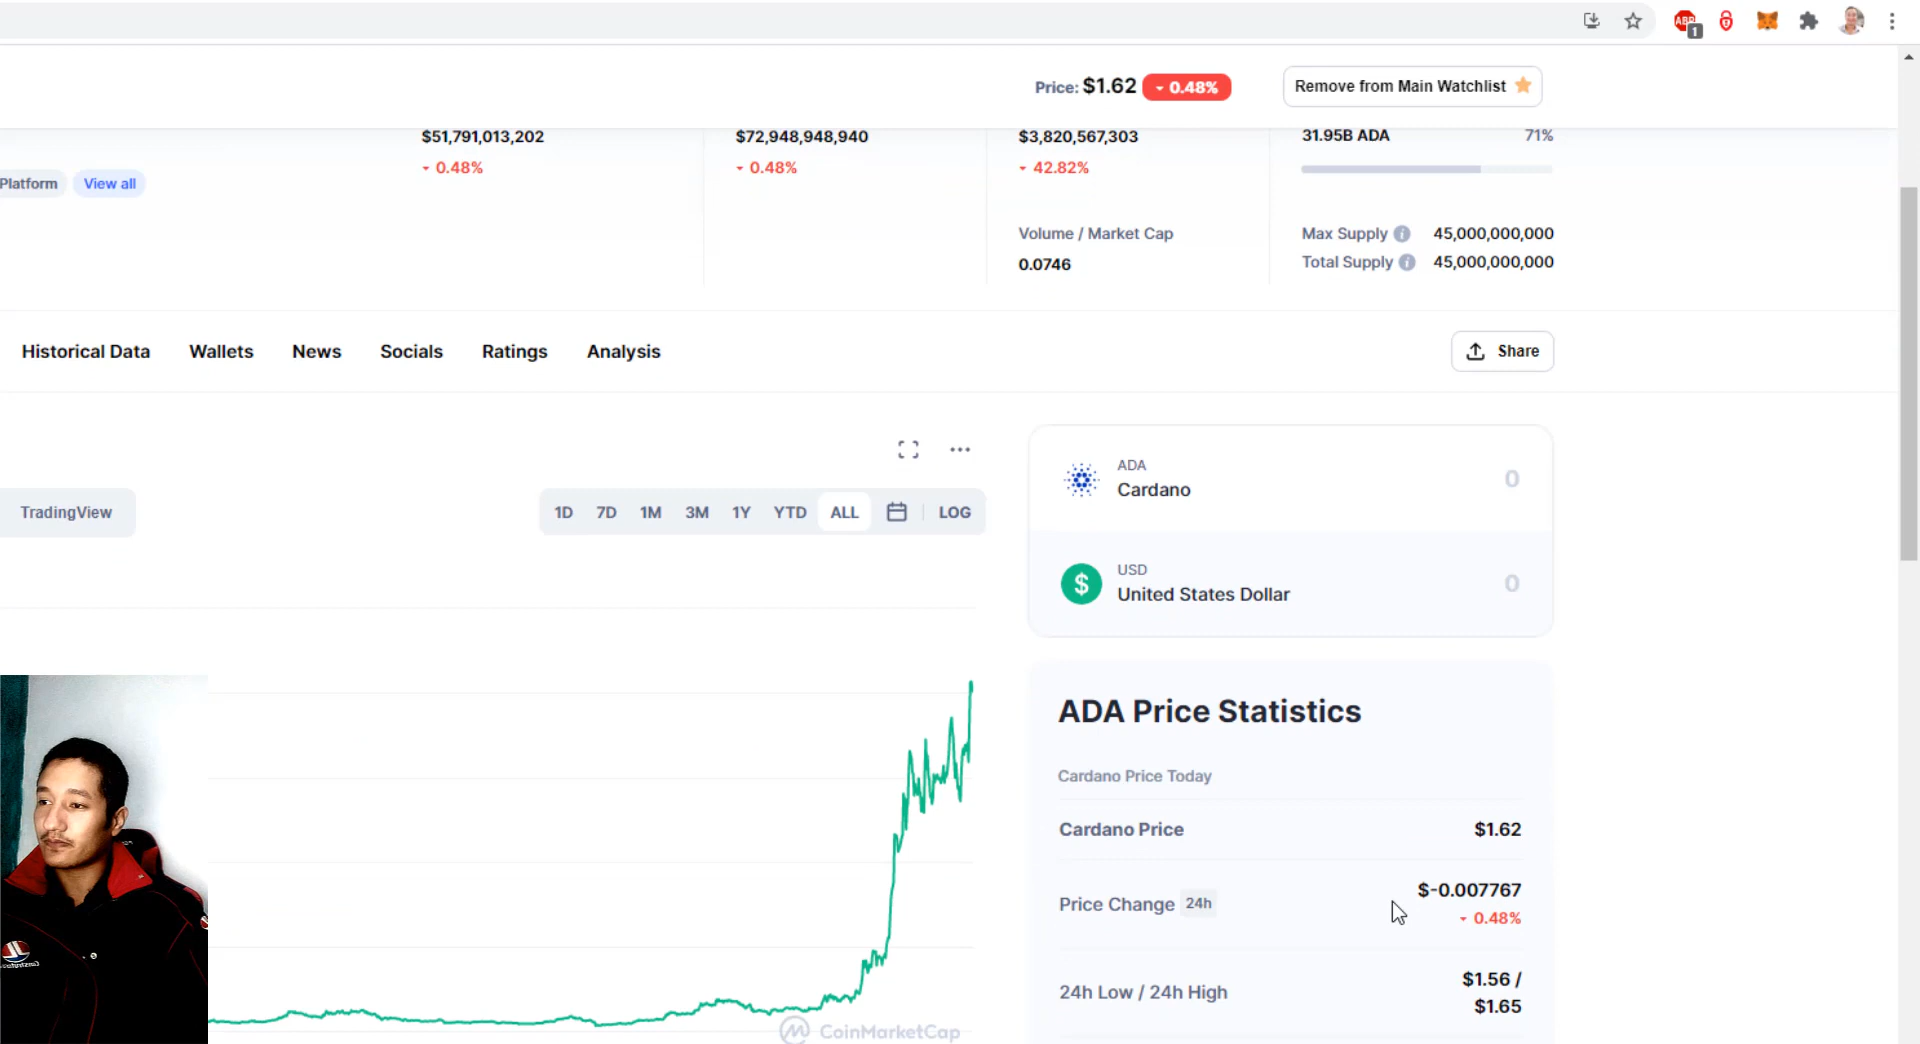 ABP
1
Price: $1.62 0.48%
Remove from Main Watchlist
$51,791,013,202
0.48%
$72,948,948,940
0.48%
$3,820,567,303
42.82%
31.95B ADA 71%
Platform
View all
Volume / Market Cap
0.0746
Max Supply 45,000,000,000
Total Supply 45,000,000,000
Historical Data Wallets News Socials Ratings Analysis
Share
TradingView
1D 7D 1M 3M 1Y YTD ALL LOG
ADA
Cardano
0
USD
United States Dollar
0
ADA Price Statistics
Cardano Price Today
Cardano Price $1.62
Price Change 24h $-0.007767
0.48%
24h Low / 24h High $1.56 /
$1.65
CoinMarketCap